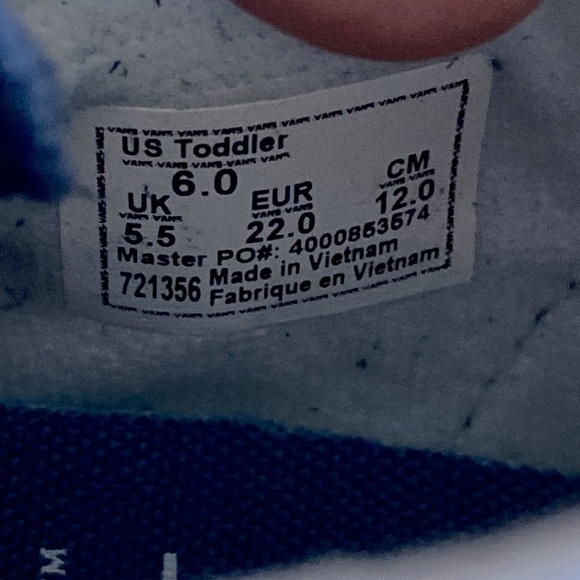 US Toddler
6.0
UK EUR CM
5.5 22.0 12.0
Master PO#: 4000853574
721356 Made in Vietnam
Fabrique en Vietnam
M